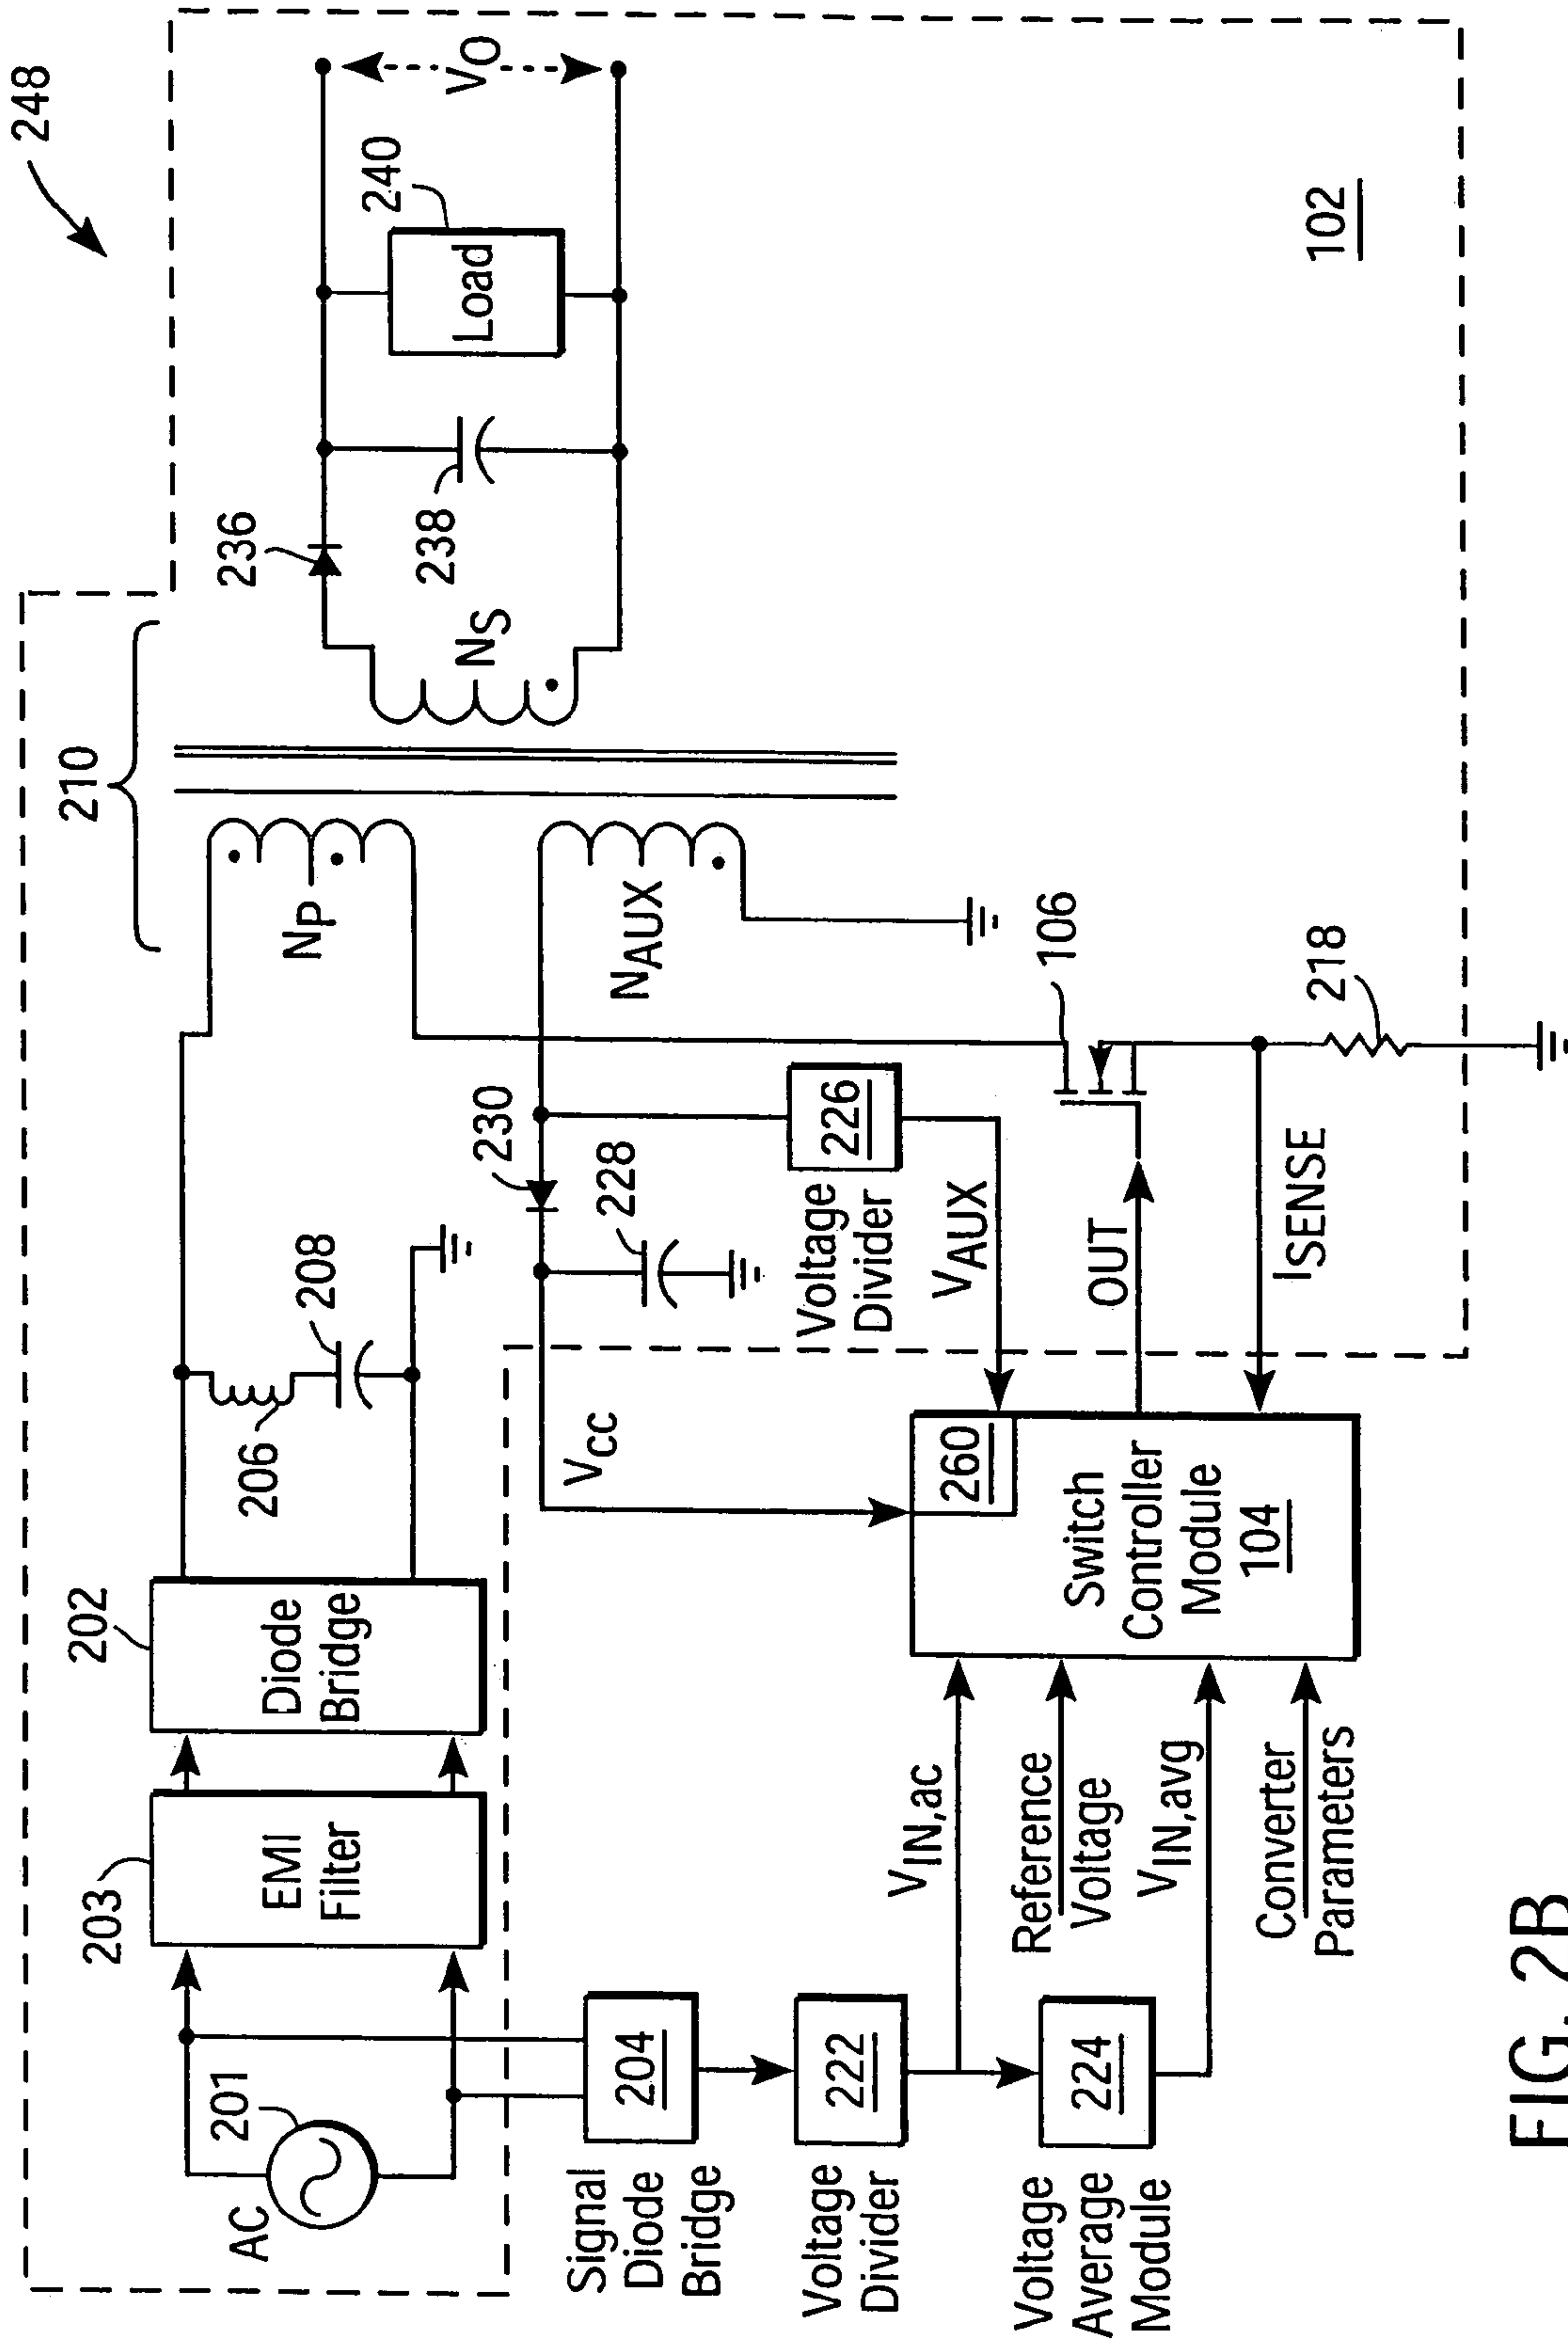 248
210
202
203
AC
201
EMI
Filter
Diode
Bridge
206
208
NP
NS
236
238
240
Load
VO
230
228
VCC
NAUX
Signal
Diode
Bridge
204
Voltage
Divider
222
Voltage
Average
Module
224
VIN,ac
Reference
Voltage
VIN,avg
Converter
Parameters
260
Switch
Controller
Module
104
Voltage
Divider
226
VAUX
OUT
ISENSE
106
218
102
FIG. 2B